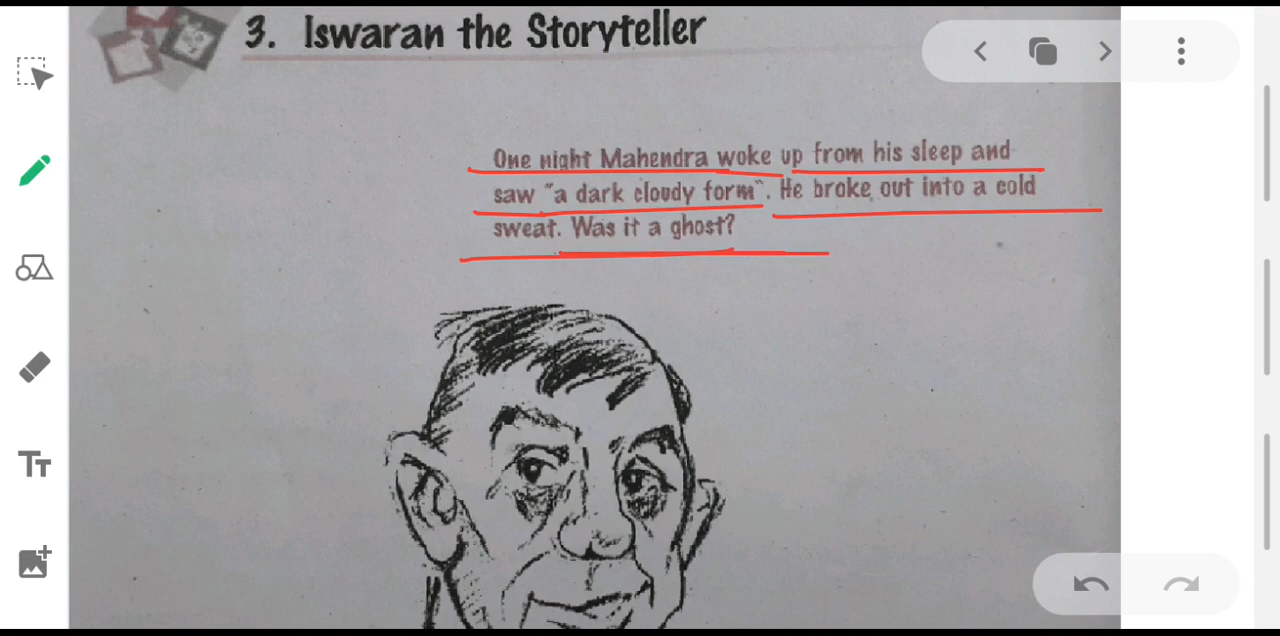 3. Iswaran the Storyteller
One night Mahendra woke up from his sleep and
saw "a dark cloudy form". He broke out into a cold
sweat. Was it a ghost?
TT